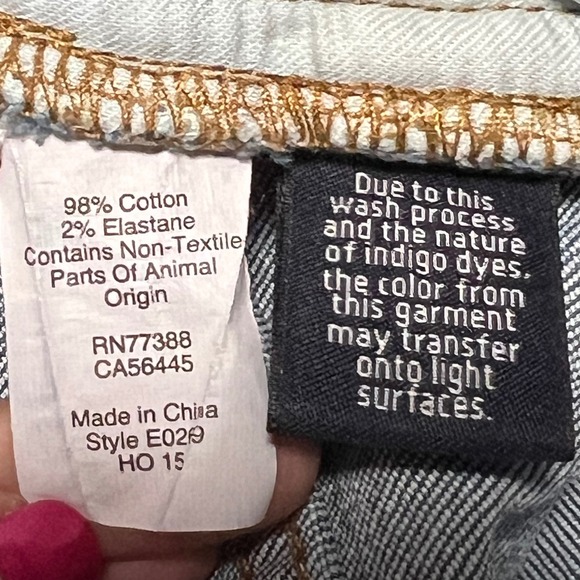 98% Cotton
2% Elastane
Contains Non-Textile
Parts Of Animal
Origin
RN77388
CA56445
Made in China
Style E029
HO 15
Due to this
wash process
and the nature
of indigo dyes,
the color from
this garment
may transfer
onto light
surfaces.